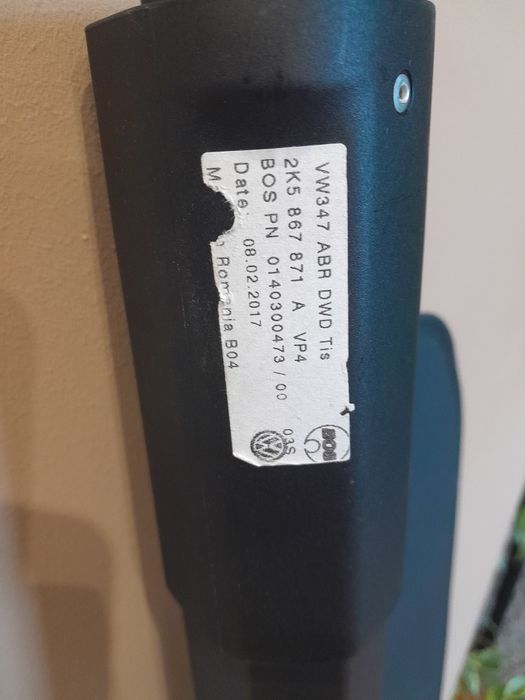 VW347 ABR DWD Tis
2K5 867 871 A VP4
BOS PN 0140300473 / 00
Date 08.02.2017
Romania B04
03S
BOS
VW